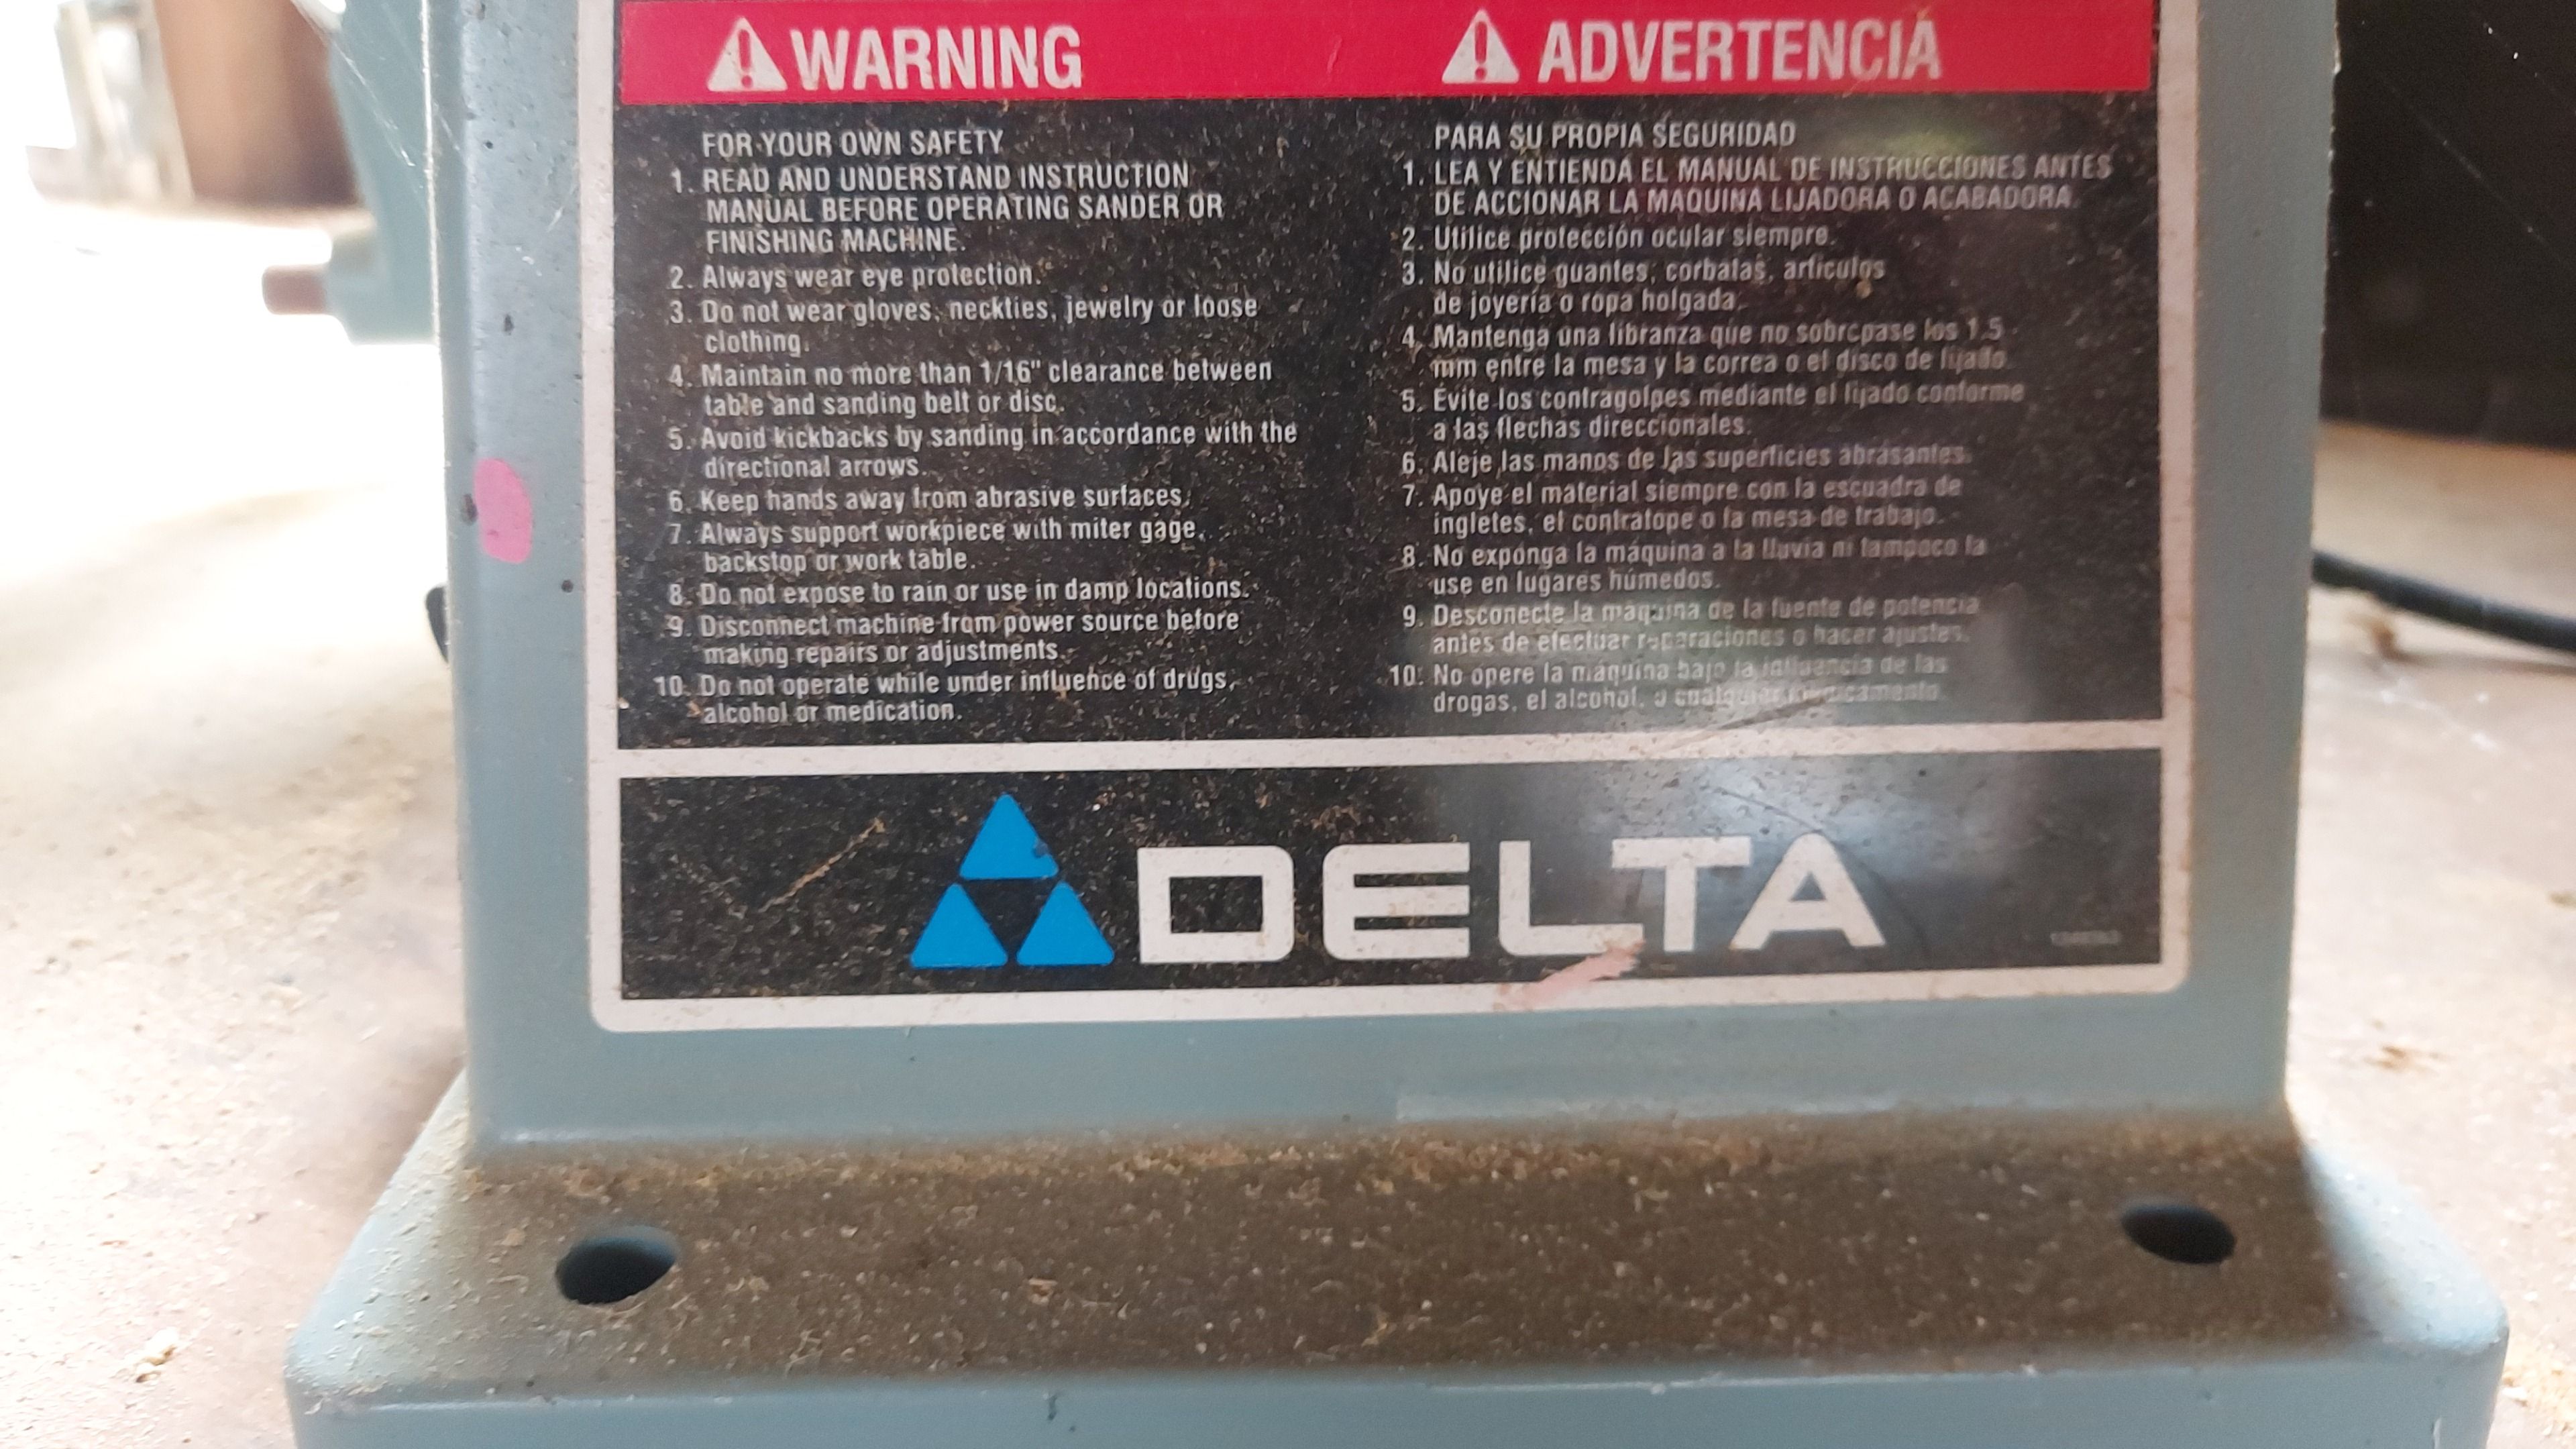 WARNING
FOR YOUR OWN SAFETY
1. READ AND UNDERSTAND INSTRUCTION
MANUAL BEFORE OPERATING SANDER OR
FINISHING MACHINE.
2. Always wear eye protection.
3. Do not wear gloves, neckties, jewelry or loose
clothing.
4. Maintain no more than 1/16" clearance between
table and sanding belt or disc.
5. Avoid kickbacks by sanding in accordance with the
directional arrows.
6. Keep hands away from abrasive surfaces.
7. Always support workpiece with miter gage,
backstop or work table.
8. Do not expose to rain or use in damp locations.
9. Disconnect machine from power source before
making repairs or adjustments.
10. Do not operate while under influence of drugs,
alcohol or medication.
ADVERTENCIA
PARA SU PROPIA SEGURIDAD
1. LEA Y ENTIENDA EL MANUAL DE INSTRUCCIONES ANTES
DE ACCIONAR LA MAQUINA LIJADORA O ACABADORA.
2. Utilice protección ocular siempre.
3. No utilice guantes, corbatas, artículos
de joyería o ropa holgada.
4. Mantenga una libranza que no sobrepase los 1.5
mm entre la mesa y la correa o el disco de lijado.
5. Evite los contragolpes mediante el lijado conforme
a las flechas direccionales.
6. Aleje las manos de las superficies abrasantes.
7. Apoye el material siempre con la escuadra de
ingletes, el contratope o la mesa de trabajo.
8. No exponga la máquina a la lluvia ni tampoco la
use en lugares húmedos.
9. Desconecte la máquina de la fuente de potencia
antes de efectuar reparaciones o hacer ajustes.
10. No opere la máquina bajo la influencia de las
drogas, el alcohol, o cualquier medicamento.
DELTA